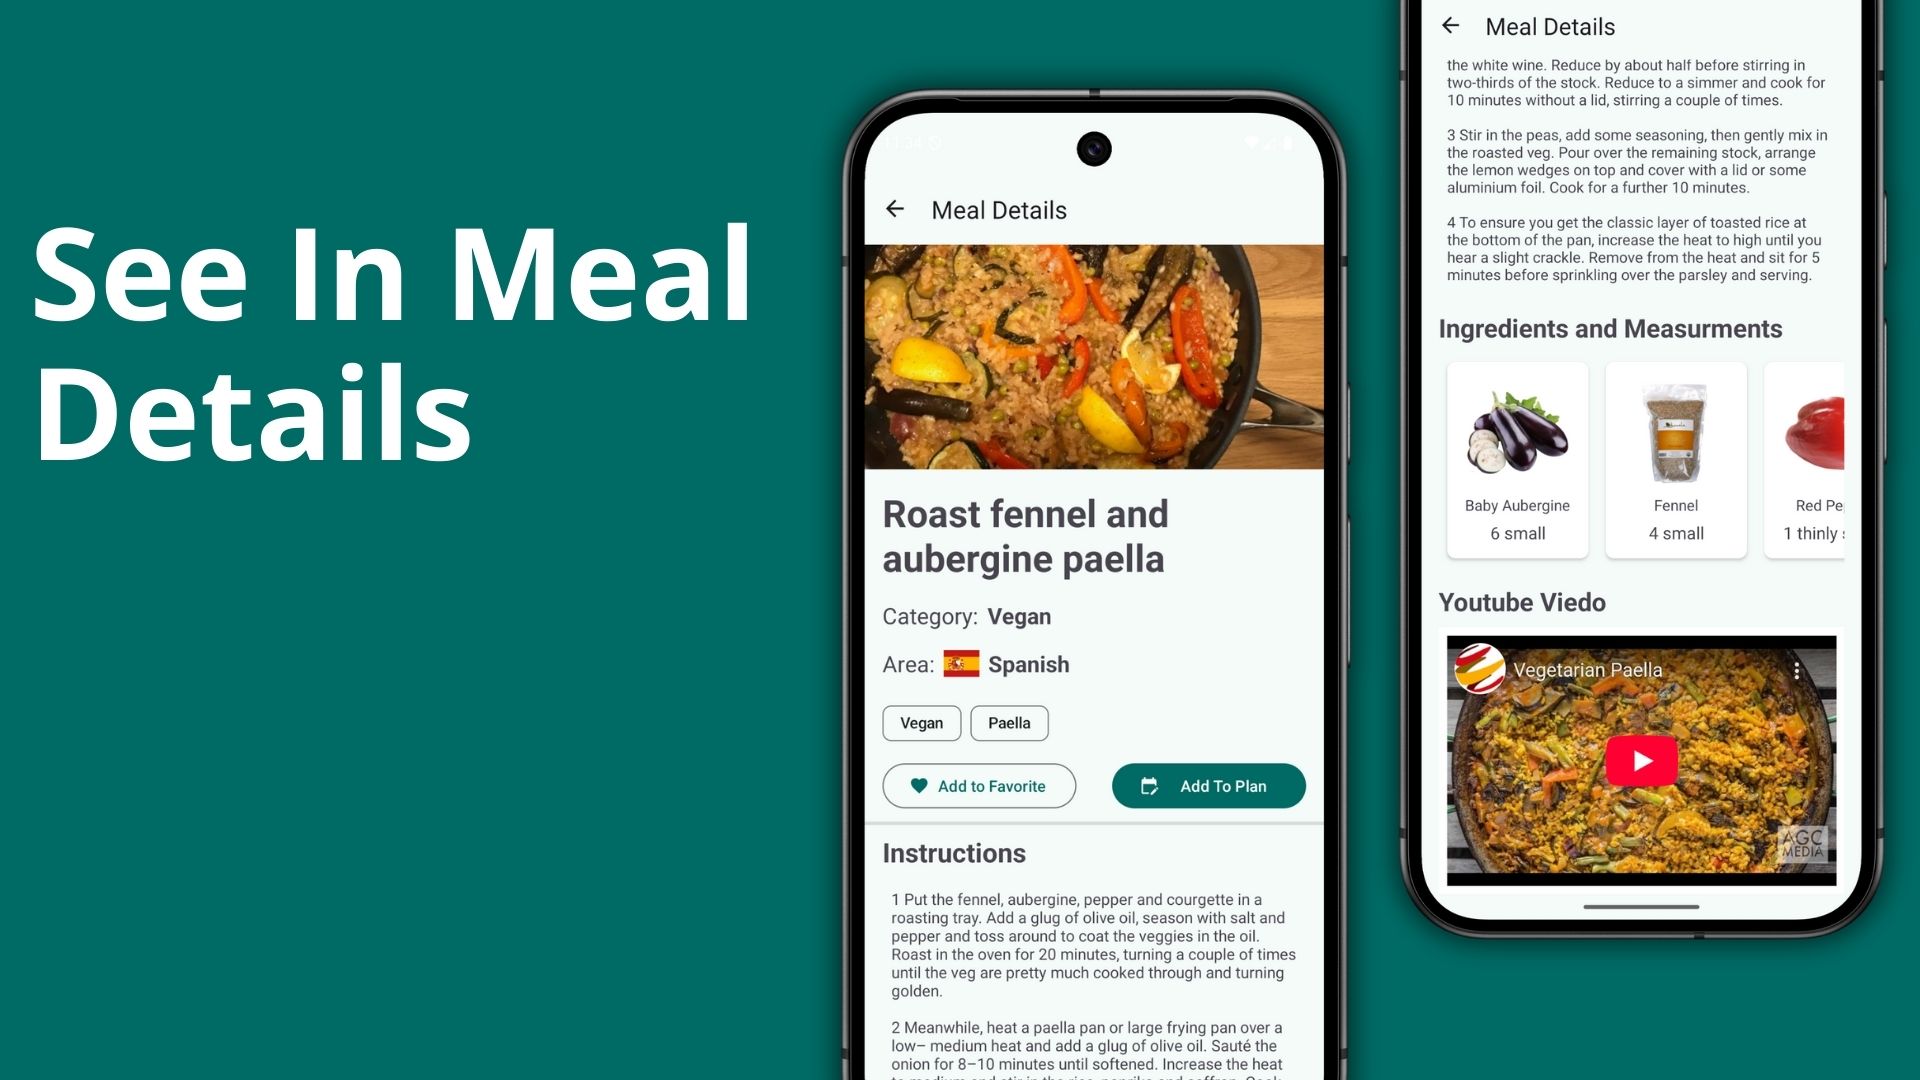 See In Meal
Details
11:34
Meal Details
Roast fennel and
aubergine paella
Category: Vegan
Area: Spanish
Vegan
Paella
Add to Favorite
Add To Plan
Instructions
1 Put the fennel, aubergine, pepper and courgette in a
roasting tray. Add a glug of olive oil, season with salt and
pepper and toss around to coat the veggies in the oil.
Roast in the oven for 20 minutes, turning a couple of times
until the veg are pretty much cooked through and turning
golden.
2 Meanwhile, heat a paella pan or large frying pan over a
low– medium heat and add a glug of olive oil. Sauté the
onion for 8–10 minutes until softened. Increase the heat
Meal Details
the white wine. Reduce by about half before stirring in
two-thirds of the stock. Reduce to a simmer and cook for
10 minutes without a lid, stirring a couple of times.
3 Stir in the peas, add some seasoning, then gently mix in
the roasted veg. Pour over the remaining stock, arrange
the lemon wedges on top and cover with a lid or some
aluminium foil. Cook for a further 10 minutes.
4 To ensure you get the classic layer of toasted rice at
the bottom of the pan, increase the heat to high until you
hear a slight crackle. Remove from the heat and sit for 5
minutes before sprinkling over the parsley and serving.
Ingredients and Measurments
Baby Aubergine
6 small
Fennel
4 small
Red Pe
1 thinly
Youtube Viedo
Vegetarian Paella
AGC
MEDIA